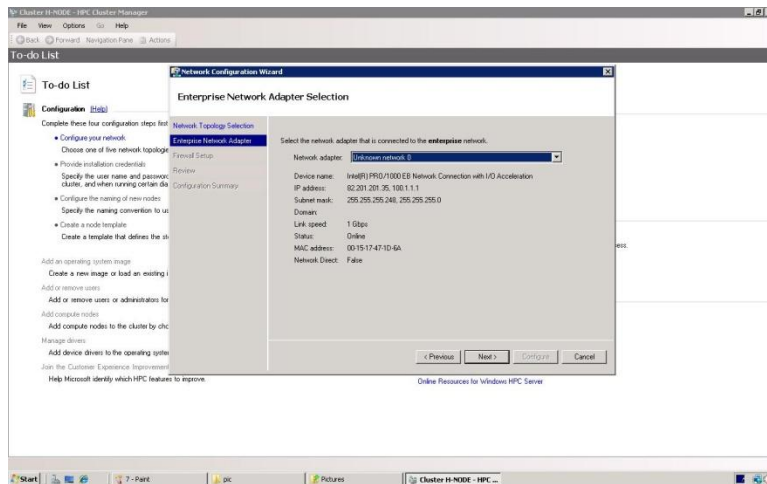 Cluster H-NODE - HPC Cluster Manager
File View Options Go Help
Back Forward Navigation Pane Actions
To-do List
To-do List
Configuration (Help)
Complete these four configuration steps first
Configure your network
Choose one of five network topologie
Provide installation credentials
Specify the user name and password
cluster, and when running certain dia
Configure the naming of new nodes
Specify the naming convention to us
Create a node template
Create a template that defines the st
Add an operating system image
Create a new image or load an existing i
Add or remove users
Add or remove users or administrators for
Add compute nodes
Add compute nodes to the cluster by cho
Manage drivers
Add device drivers to the operating syste
Join the Customer Experience Improvement
Help Microsoft identify which HPC features to improve.
Network Configuration Wizard
Enterprise Network Adapter Selection
Network Topology Selection
Enterprise Network Adapter
Firewall Setup
Review
Configuration Summary
Select the network adapter that is connected to the enterprise network.
Network adapter: Unknown network 0
Device name: Intel(R) PRO/1000 EB Network Connection with I/O Acceleration
IP address: 82.201.201.35, 100.1.1.1
Subnet mask: 255.255.255.248, 255.255.255.0
Domain:
Link speed: 1 Gbps
Status: Online
MAC address: 00-15-17-47-1D-6A
Network Direct: False
< Previous Next > Configure Cancel
ess.
Online Resources for Windows HPC Server
Start 7 - Paint pic Pictures Cluster H-NODE - HPC ...